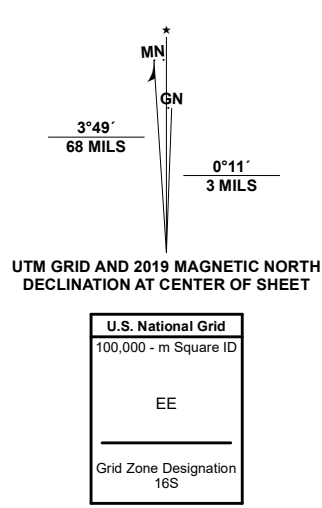 ★
MN
GN
3°49´
68 MILS
0°11´
3 MILS
UTM GRID AND 2019 MAGNETIC NORTH
DECLINATION AT CENTER OF SHEET
U.S. National Grid
100,000 - m Square ID
EE
Grid Zone Designation
16S